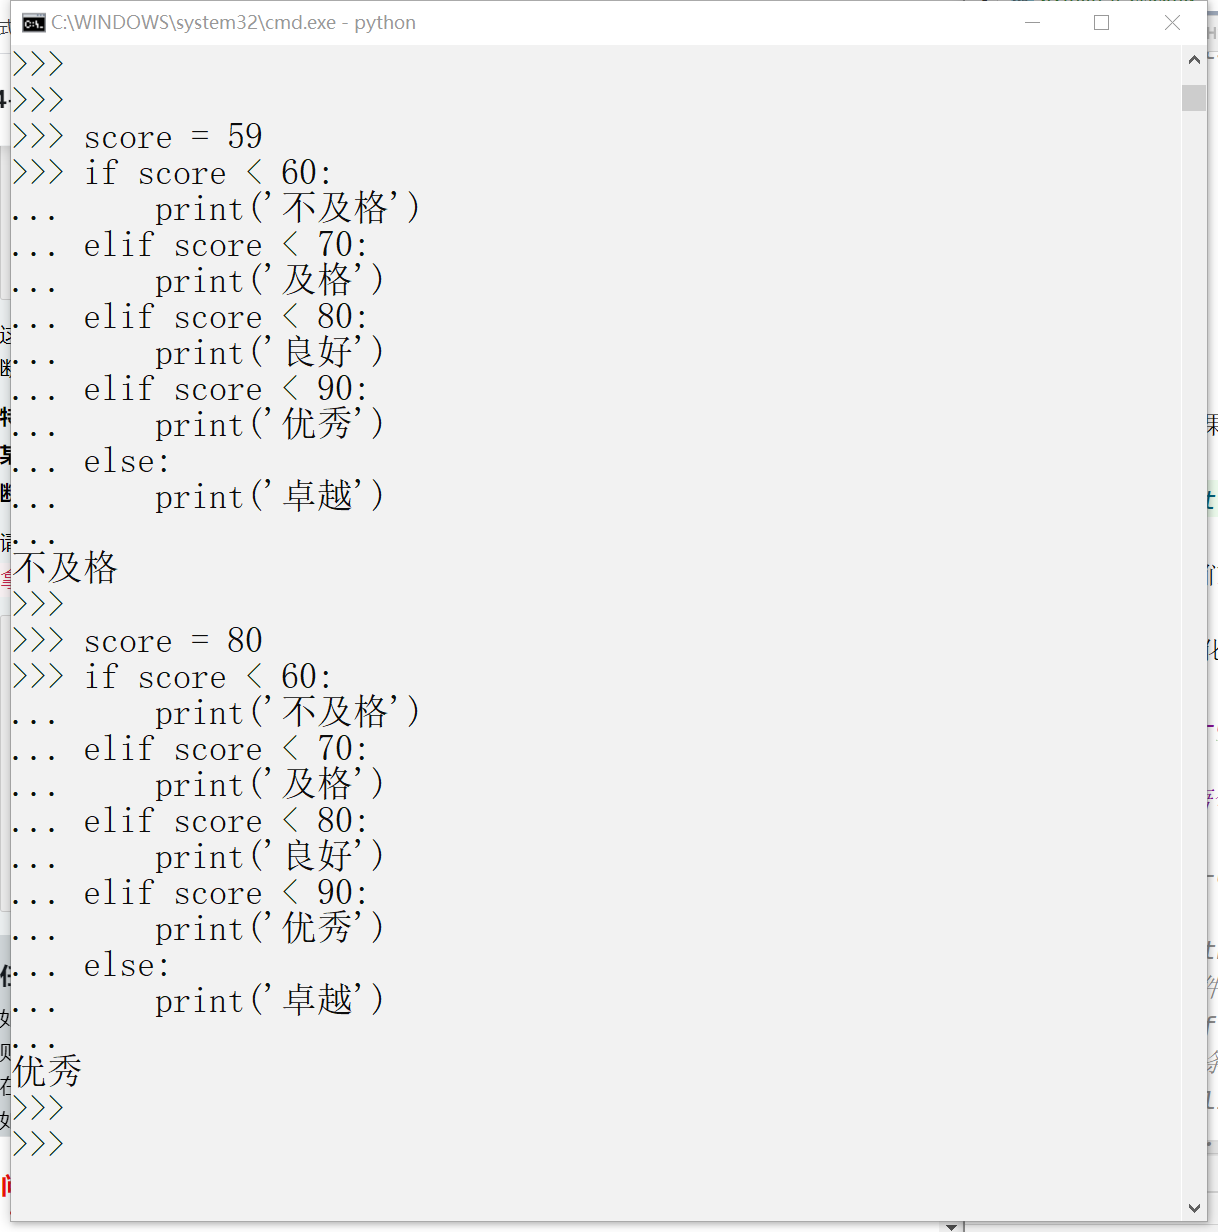 C:\WINDOWS\system32\cmd.exe - python
>>>
>>>
>>> score = 59
>>> if score < 60:
...     print('不及格')
... elif score < 70:
...     print('及格')
... elif score < 80:
...     print('良好')
... elif score < 90:
...     print('优秀')
... else:
...     print('卓越')
...
不及格
>>>
>>> score = 80
>>> if score < 60:
...     print('不及格')
... elif score < 70:
...     print('及格')
... elif score < 80:
...     print('良好')
... elif score < 90:
...     print('优秀')
... else:
...     print('卓越')
...
优秀
>>>
>>>